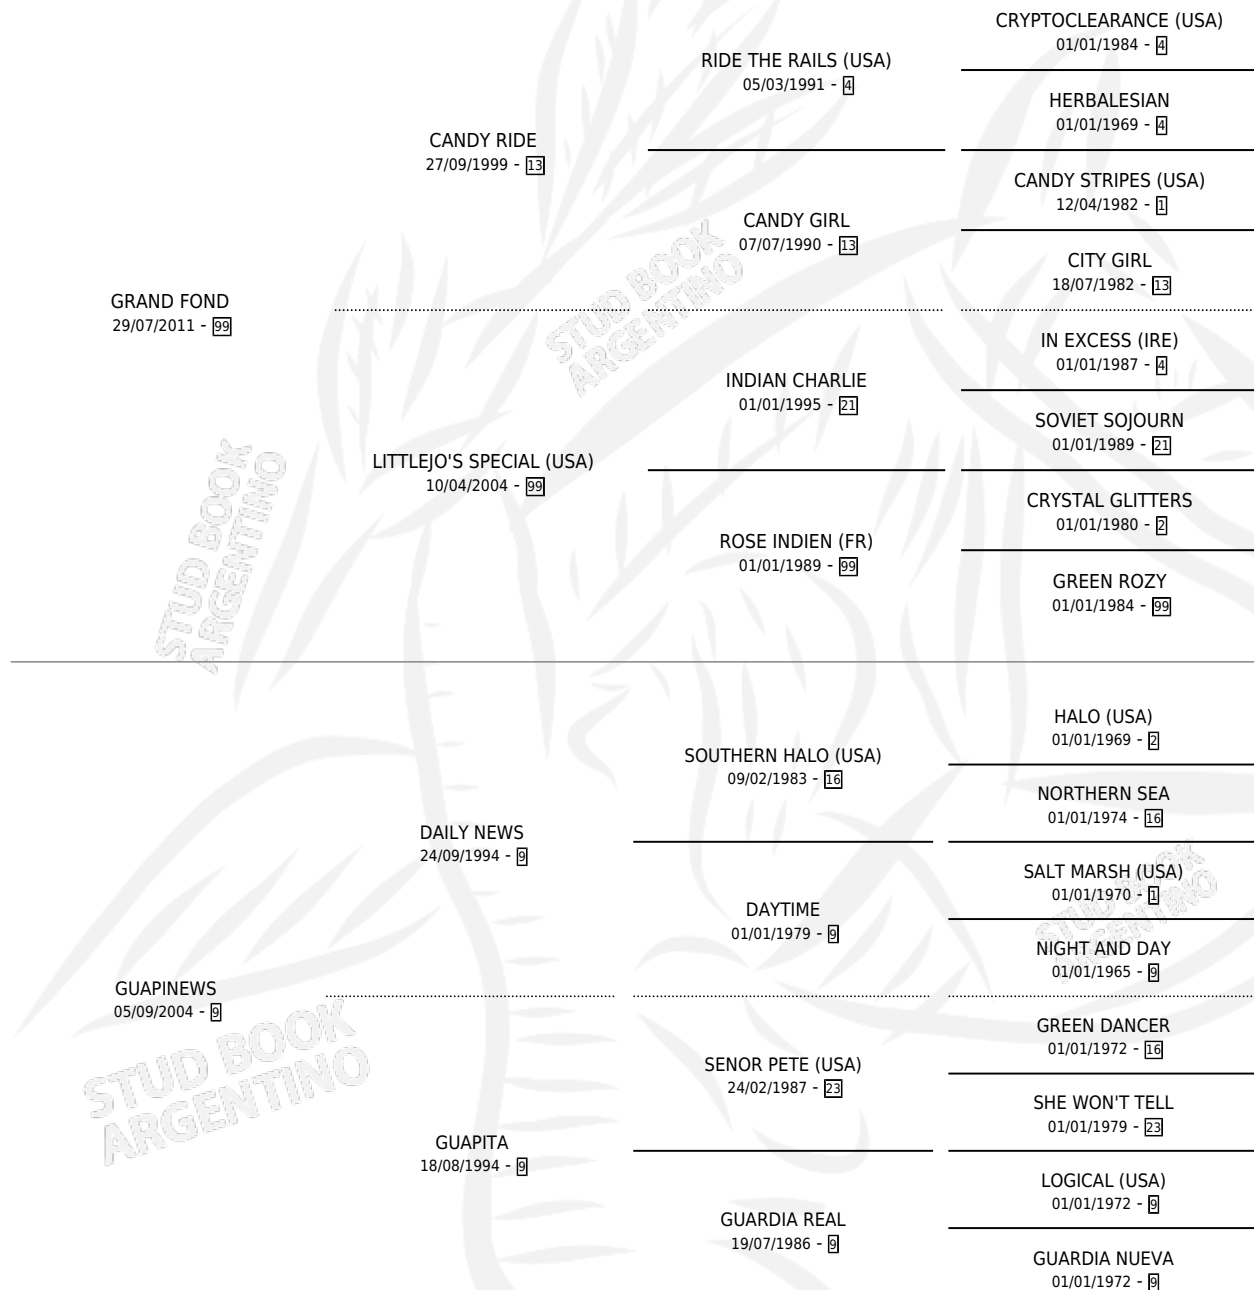 CRYPTOCLEARANCE (USA)
01/01/1984 - 4
RIDE THE RAILS (USA)
05/03/1991 - 4
HERBALESIAN
01/01/1969 - 4
CANDY RIDE
27/09/1999 - 13
CANDY STRIPES (USA)
12/04/1982 - 1
CANDY GIRL
07/07/1990 - 13
CITY GIRL
18/07/1982 - 13
GRAND FOND
29/07/2011 - 99
STUD BOOK
ARGENTINO
IN EXCESS (IRE)
01/01/1987 - 4
INDIAN CHARLIE
01/01/1995 - 21
SOVIET SOJOURN
01/01/1989 - 21
LITTLEJO'S SPECIAL (USA)
10/04/2004 - 99
CRYSTAL GLITTERS
01/01/1980 - 2
ROSE INDIEN (FR)
01/01/1989 - 99
GREEN ROZY
01/01/1984 - 99
STUD BOOK
ARGENTINO
HALO (USA)
01/01/1969 - 2
SOUTHERN HALO (USA)
09/02/1983 - 16
NORTHERN SEA
01/01/1974 - 16
DAILY NEWS
24/09/1994 - 9
SALT MARSH (USA)
01/01/1970 - 1
DAYTIME
01/01/1979 - 9
NIGHT AND DAY
01/01/1965 - 9
STUD BOOK
ARGENTINO
GUAPINEWS
05/09/2004 - 9
GREEN DANCER
01/01/1972 - 16
SENOR PETE (USA)
24/02/1987 - 23
SHE WON'T TELL
01/01/1979 - 23
STUD BOOK
ARGENTINO
GUAPITA
18/08/1994 - 9
LOGICAL (USA)
01/01/1972 - 9
GUARDIA REAL
19/07/1986 - 9
GUARDIA NUEVA
01/01/1972 - 9